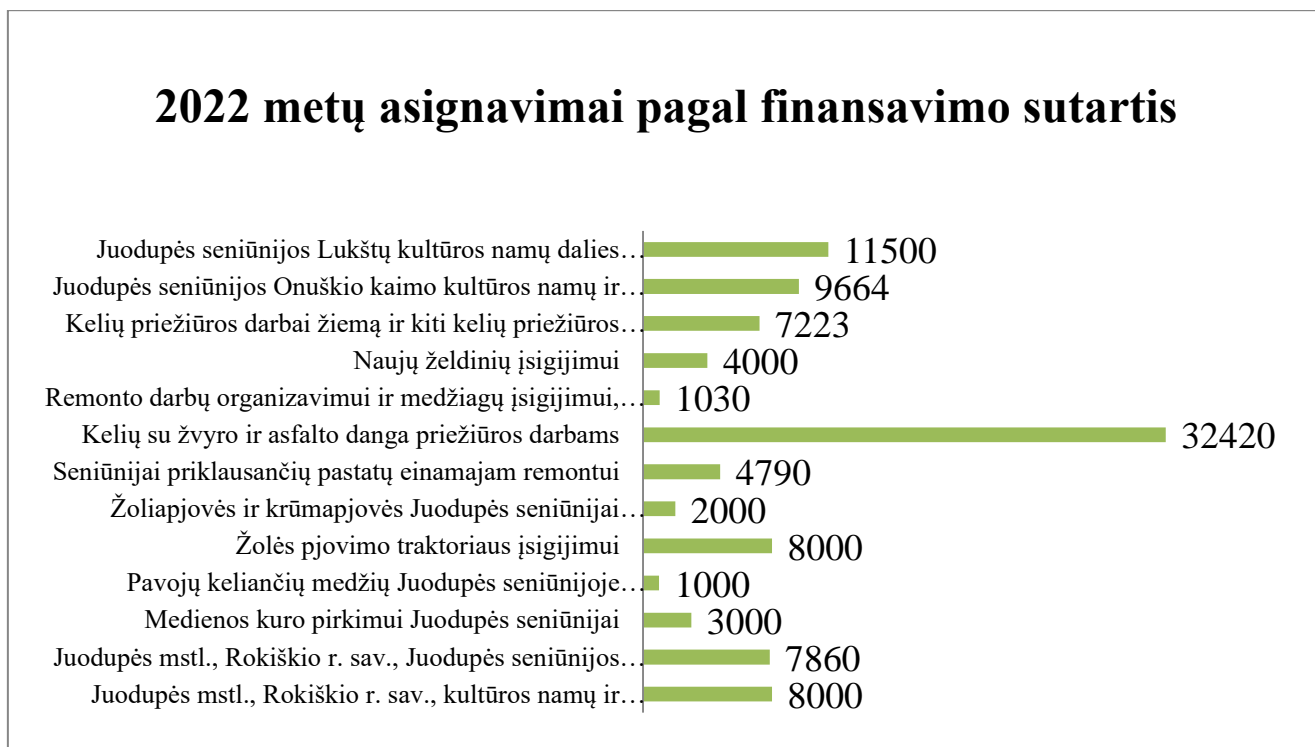 2022 metų asignavimai pagal finansavimo sutartis
Juodupės seniūnijos Lukštų kultūros namų dalies… 11500
Juodupės seniūnijos Onuškio kaimo kultūros namų ir… 9664
Kelių priežiūros darbai žiemą ir kiti kelių priežiūros… 7223
Naujų želdinių įsigijimui 4000
Remonto darbų organizavimui ir medžiagų įsigijimui,… 1030
Kelių su žvyro ir asfalto danga priežiūros darbams 32420
Seniūnijai priklausančių pastatų einamajam remontui 4790
Žoliapjovės ir krūmapjovės Juodupės seniūnijai… 2000
Žolės pjovimo traktoriaus įsigijimui 8000
Pavojų keliančių medžių Juodupės seniūnijoje… 1000
Medienos kuro pirkimui Juodupės seniūnijai 3000
Juodupės mstl., Rokiškio r. sav., Juodupės seniūnijos… 7860
Juodupės mstl., Rokiškio r. sav., kultūros namų ir… 8000